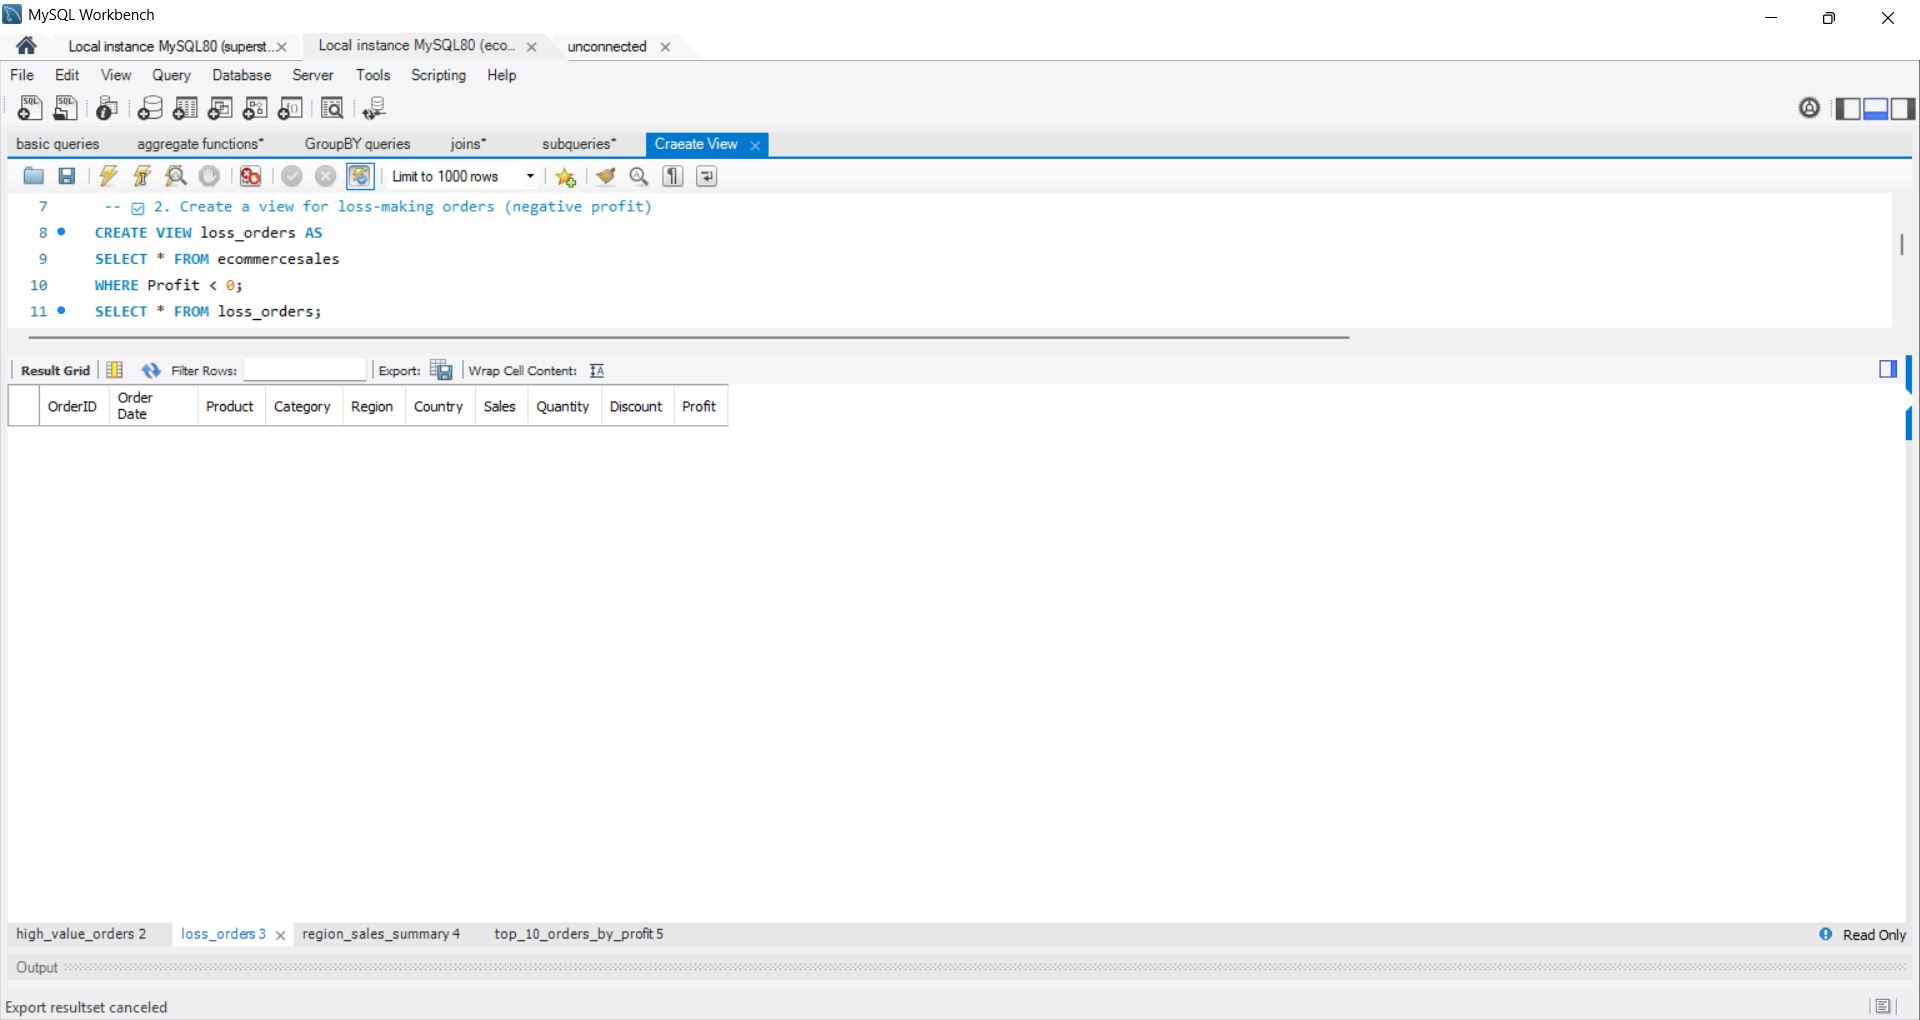 MySQL Workbench
Local instance MySQL80 (superst... Local instance MySQL80 (eco... unconnected
File Edit View Query Database Server Tools Scripting Help
basic queries aggregate functions* GroupBY queries joins* subqueries* Craeate View
Limit to 1000 rows
7 -- ☑ 2. Create a view for loss-making orders (negative profit)
8 CREATE VIEW loss_orders AS
9 SELECT * FROM ecommercesales
10 WHERE Profit < 0;
11 SELECT * FROM loss_orders;
Result Grid Filter Rows: Export: Wrap Cell Content:
OrderID Order Date Product Category Region Country Sales Quantity Discount Profit
high_value_orders 2 loss_orders 3 region_sales_summary 4 top_10_orders_by_profit 5 Read Only
Output
Export resultset canceled